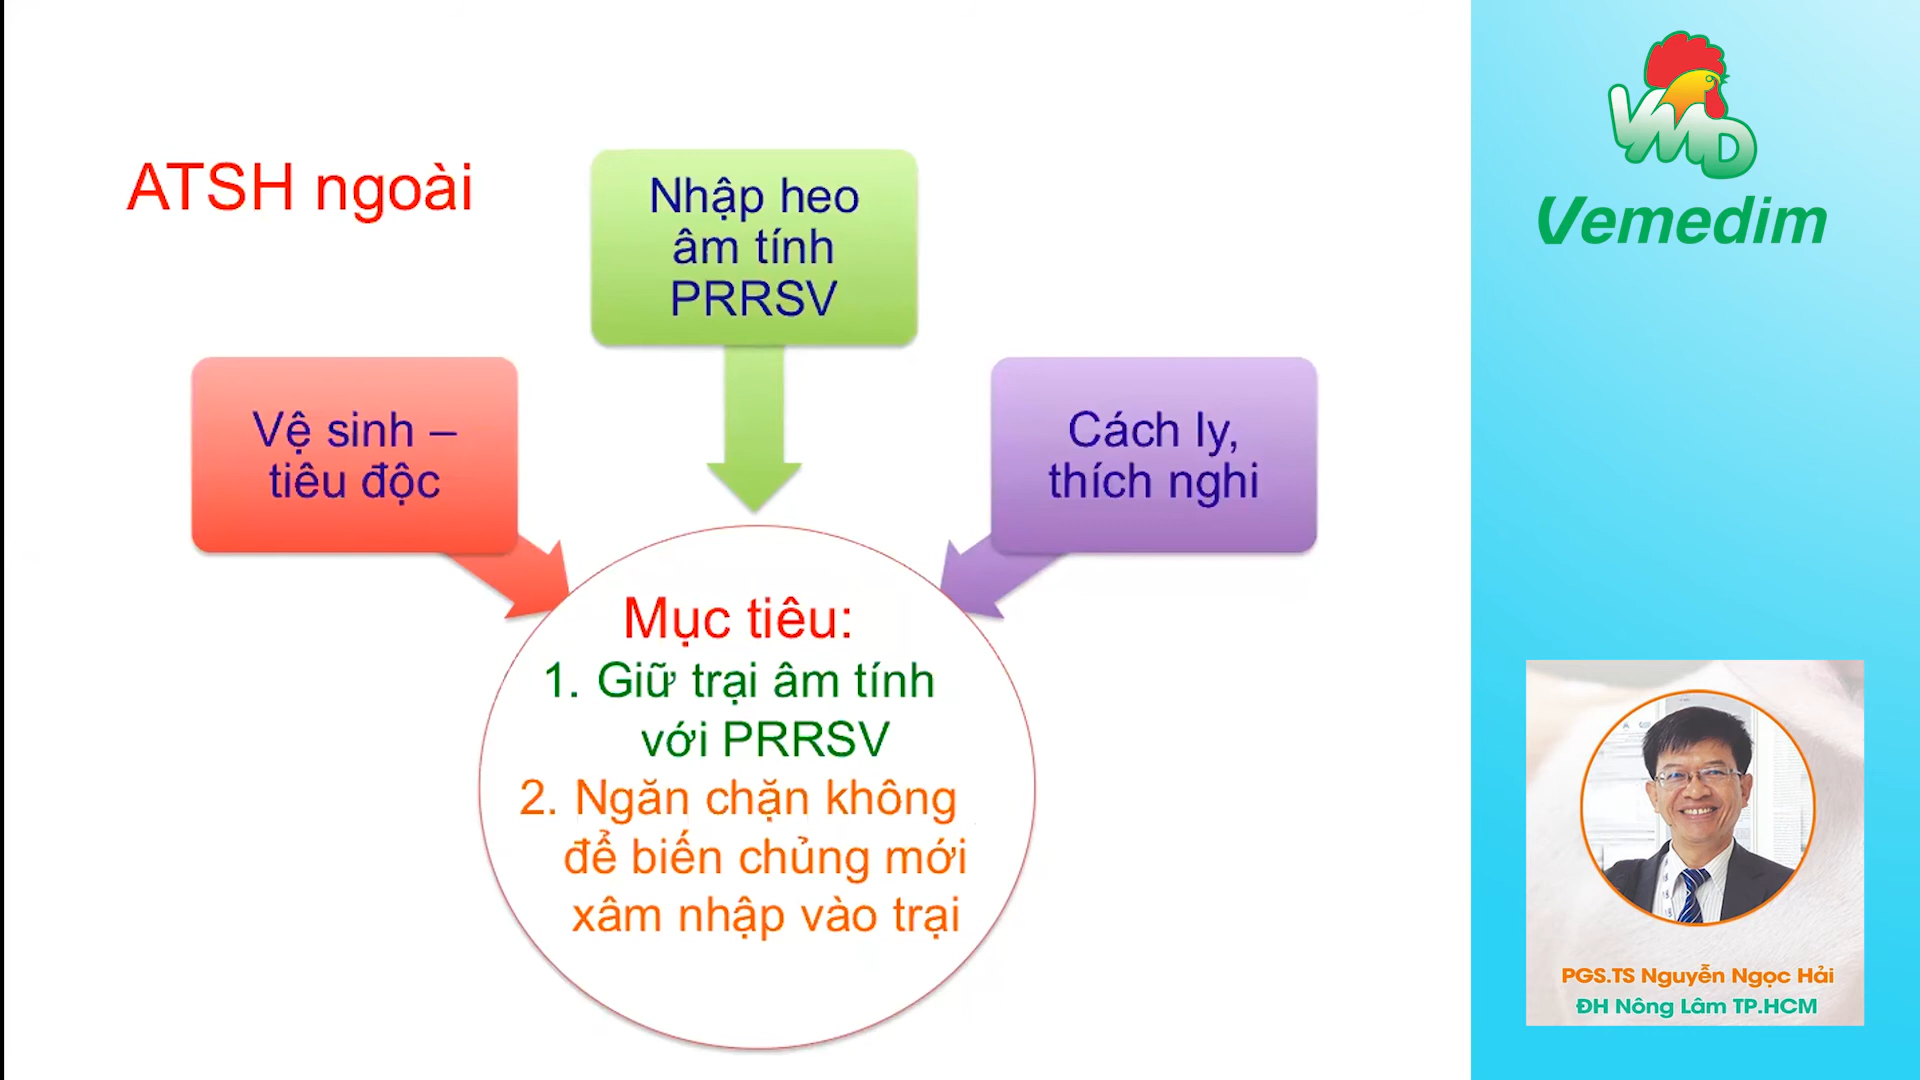 ATSH ngoài
Nhập heo
âm tính
PRRSV
Vệ sinh –
tiêu độc
Cách ly,
thích nghi
Mục tiêu:
1. Giữ trại âm tính
với PRRSV
2. Ngăn chặn không
để biến chủng mới
xâm nhập vào trại
VMD
Vemedim
PGS.TS Nguyễn Ngọc Hải
ĐH Nông Lâm TP.HCM